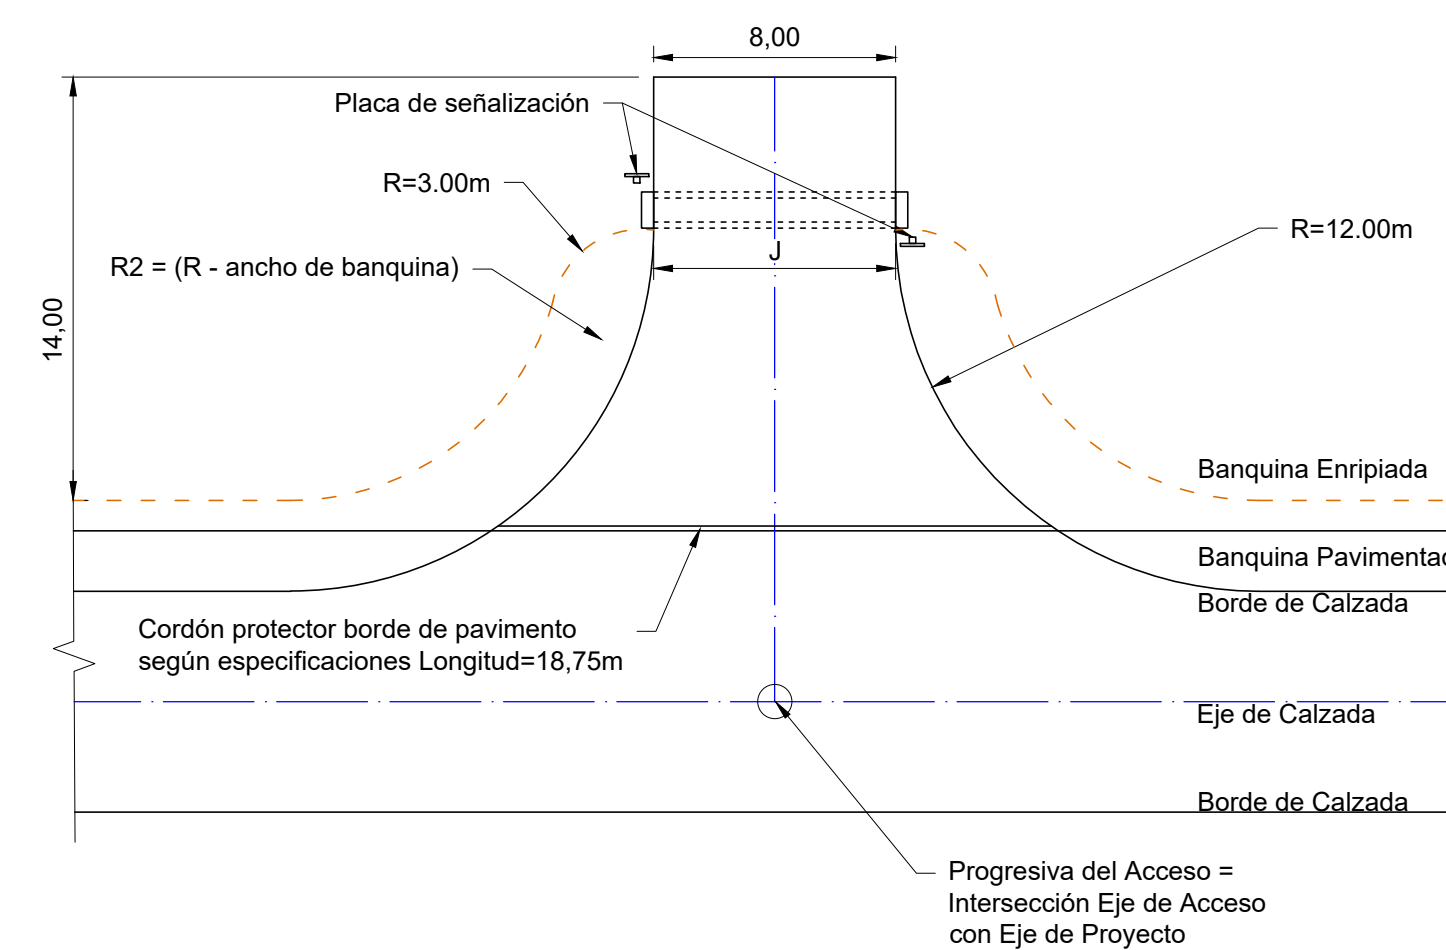 8,00
Placa de señalización
R=3.00m
R=12.00m
J
R2 = (R - ancho de banquina)
14,00
Banquina Enripiada
Banquina Pavimentad
Borde de Calzada
Cordón protector borde de pavimento
según especificaciones Longitud=18,75m
Eje de Calzada
Borde de Calzada
Progresiva del Acceso =
Intersección Eje de Acceso
con Eje de Proyecto